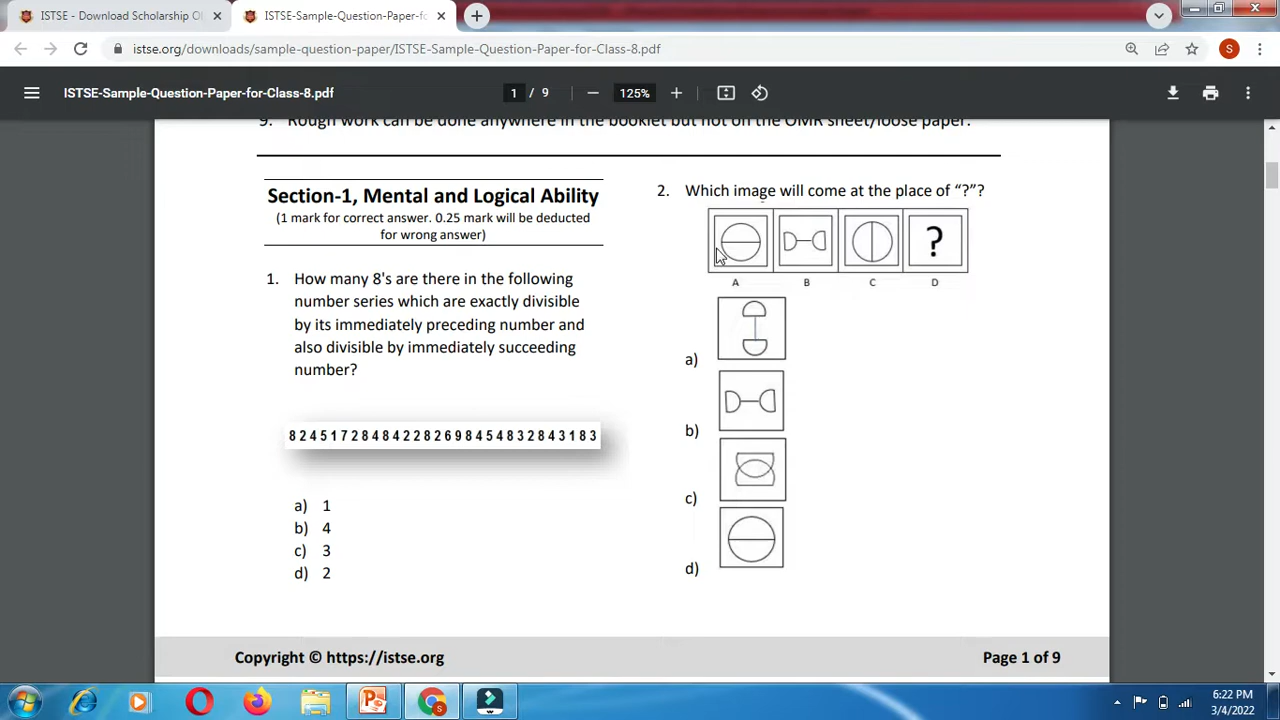 ISTSE - Download Scholarship Ol
ISTSE-Sample-Question-Paper-fo
istse.org/downloads/sample-question-paper/ISTSE-Sample-Question-Paper-for-Class-8.pdf
S
ISTSE-Sample-Question-Paper-for-Class-8.pdf
1 / 9
125%
9. Rough work can be done anywhere in the booklet but not on the OMR sheet/loose paper.
Section-1, Mental and Logical Ability
(1 mark for correct answer. 0.25 mark will be deducted
for wrong answer)
1. How many 8's are there in the following
number series which are exactly divisible
by its immediately preceding number and
also divisible by immediately succeeding
number?
8 2 4 5 1 7 2 8 4 8 4 2 2 8 2 6 9 8 4 5 4 8 3 2 8 4 3 1 8 3
a) 1
b) 4
c) 3
d) 2
2. Which image will come at the place of “?”?
?
A B C D
a)
b)
c)
d)
Copyright © https://istse.org
Page 1 of 9
6:22 PM
3/4/2022